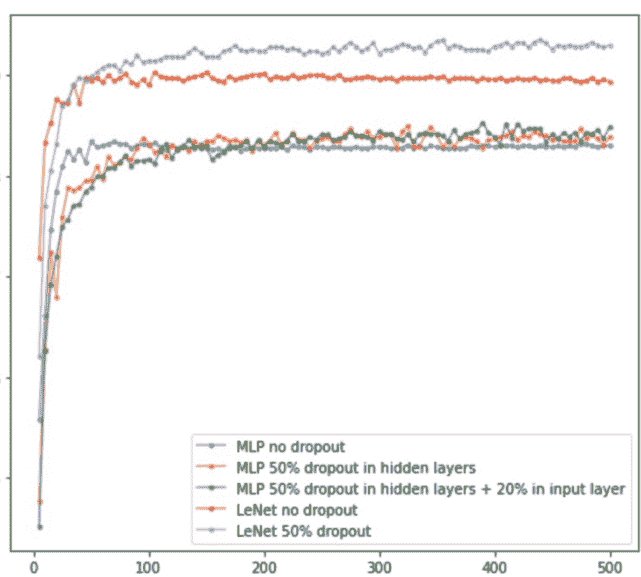 MLP no dropout
MLP 50% dropout in hidden layers
MLP 50% dropout in hidden layers + 20% in input layer
LeNet no dropout
LeNet 50% dropout
0 100 200 300 400 500